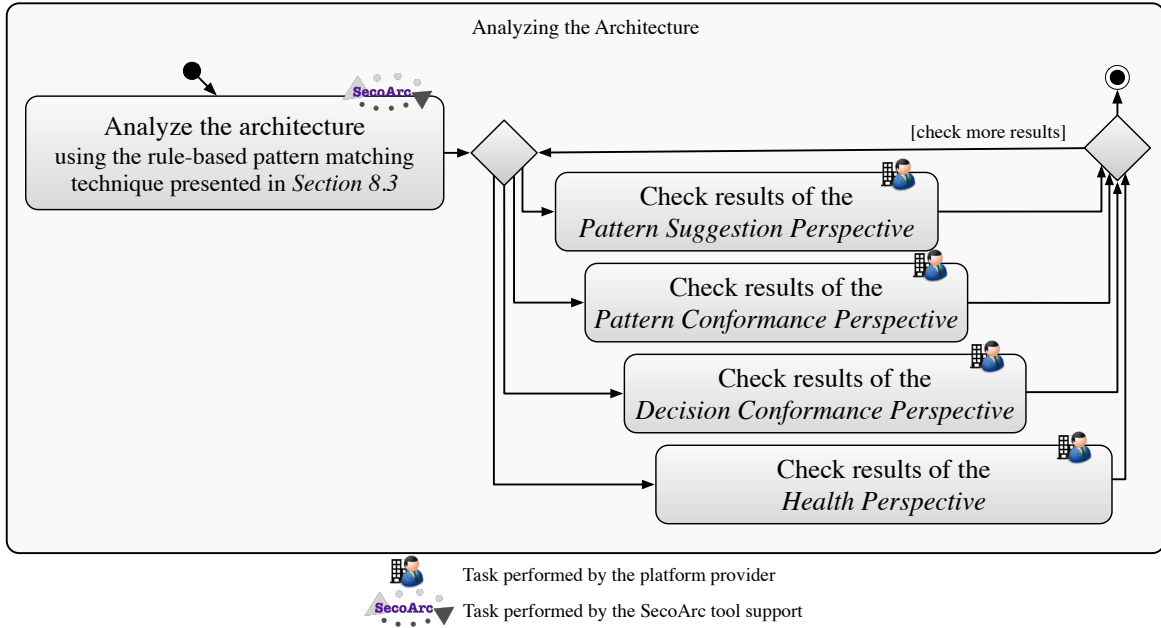 Analyzing the Architecture
SecoArc
Analyze the architecture
using the rule-based pattern matching
technique presented in Section 8.3
[check more results]
Check results of the
Pattern Suggestion Perspective
Check results of the
Pattern Conformance Perspective
Check results of the
Decision Conformance Perspective
Check results of the
Health Perspective
Task performed by the platform provider
SecoArc
Task performed by the SecoArc tool support